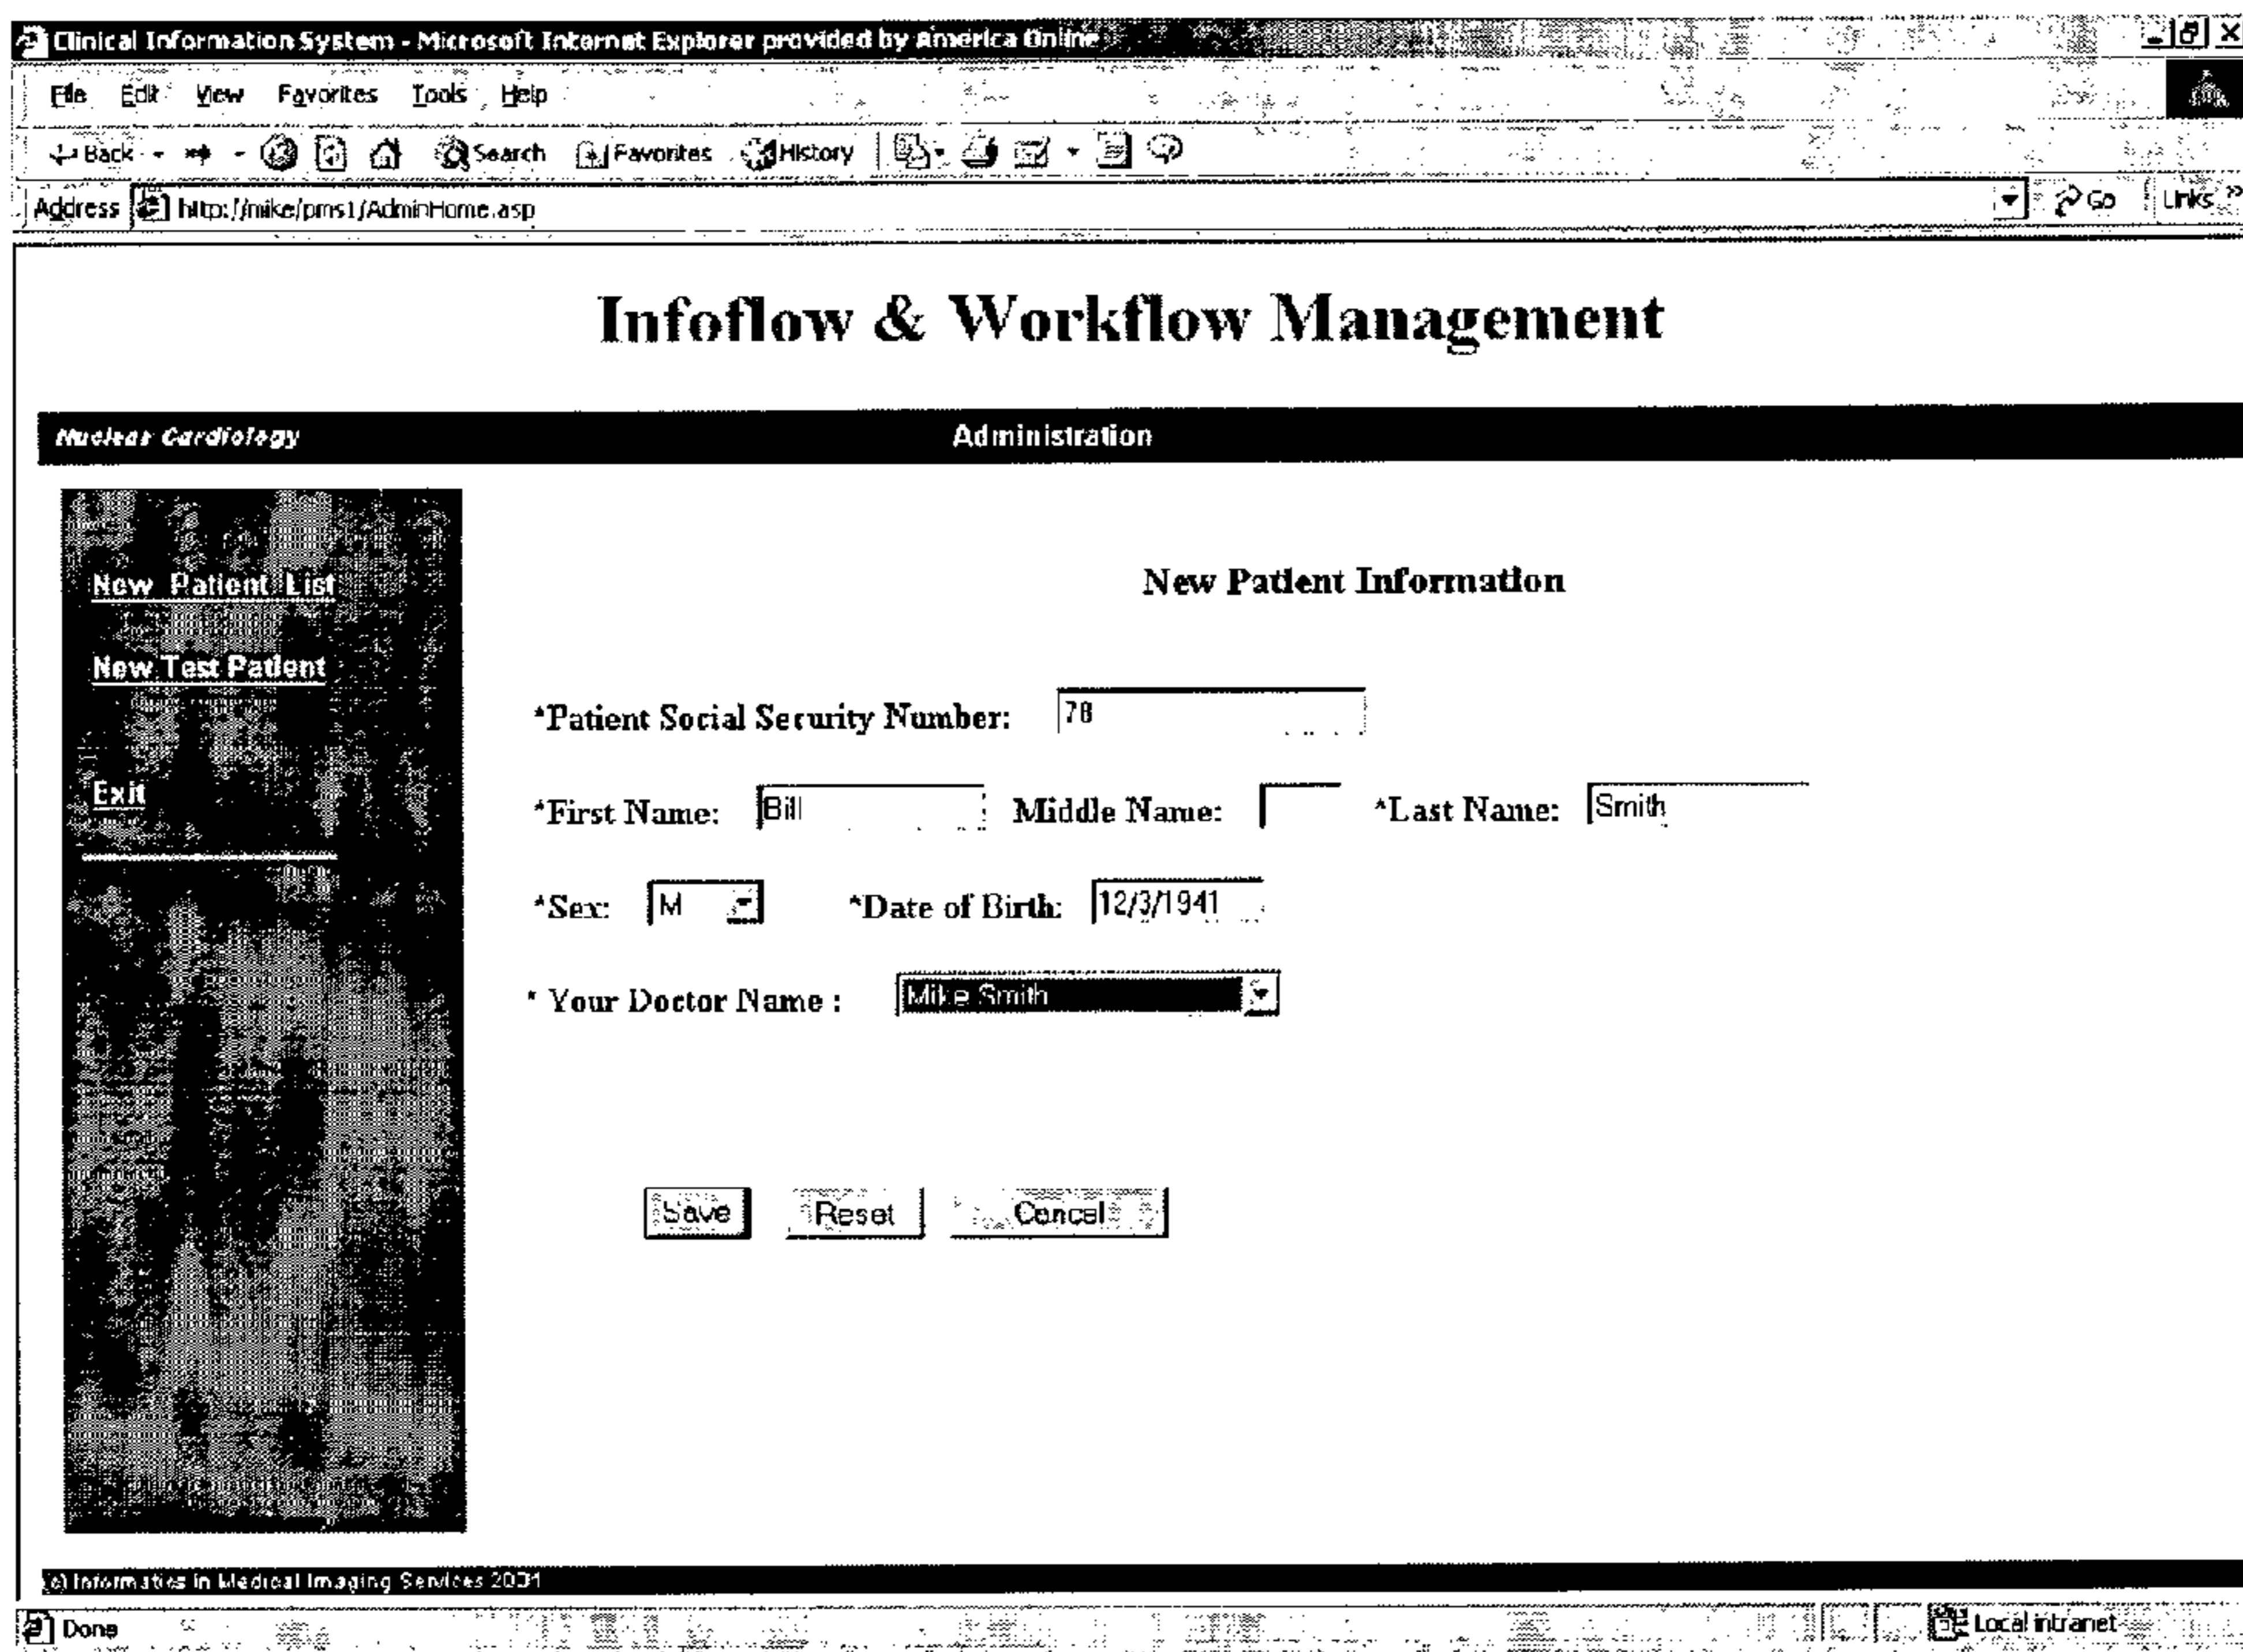 Clinical Information System - Microsoft Internet Explorer provided by America Online
File Edit View Favorites Tools Help
Back Search Favorites History
Address http://mike/pms1/AdminHome.asp Go Links »
Infoflow & Workflow Management
Nuclear Cardiology Administration
New Patient List
New Patient Information
New Test Patient
*Patient Social Security Number: 78
Exit
*First Name: Bill Middle Name: *Last Name: Smith
*Sex: M *Date of Birth: 12/3/1941
* Your Doctor Name : Mike Smith
Save Reset Cancel
(c) Informatics in Medical Imaging Services 2001
Done Local intranet